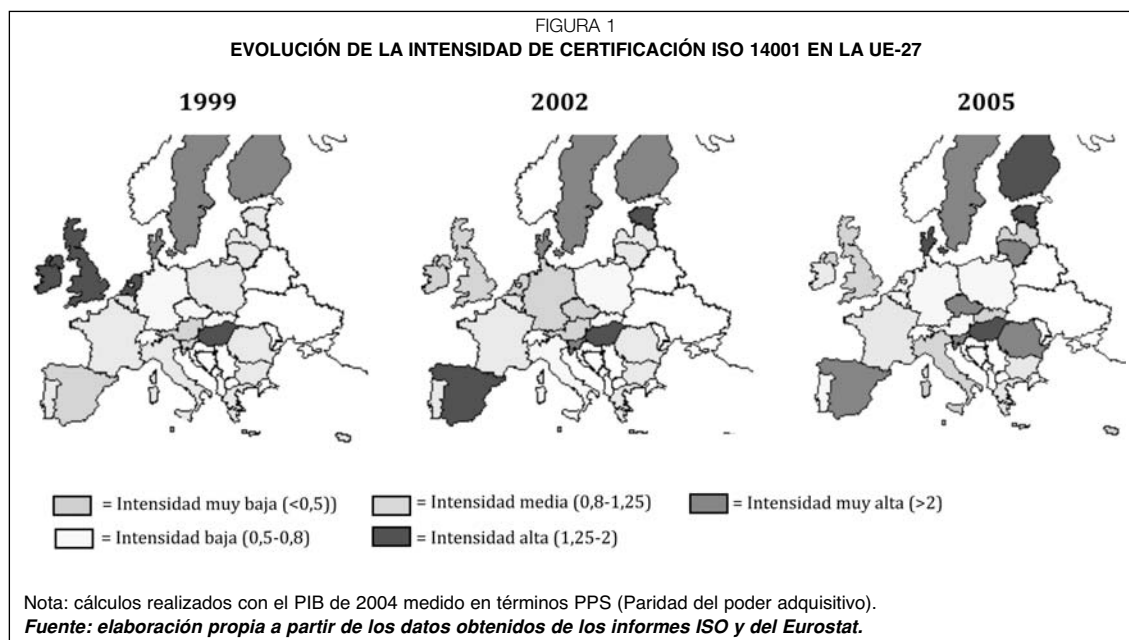 FIGURA 1
EVOLUCIÓN DE LA INTENSIDAD DE CERTIFICACIÓN ISO 14001 EN LA UE-27
1999
2002
2005
= Intensidad muy baja (<0,5))
= Intensidad media (0,8-1,25)
= Intensidad muy alta (>2)
= Intensidad baja (0,5-0,8)
= Intensidad alta (1,25-2)
Nota: cálculos realizados con el PIB de 2004 medido en términos PPS (Paridad del poder adquisitivo).
Fuente: elaboración propia a partir de los datos obtenidos de los informes ISO y del Eurostat.